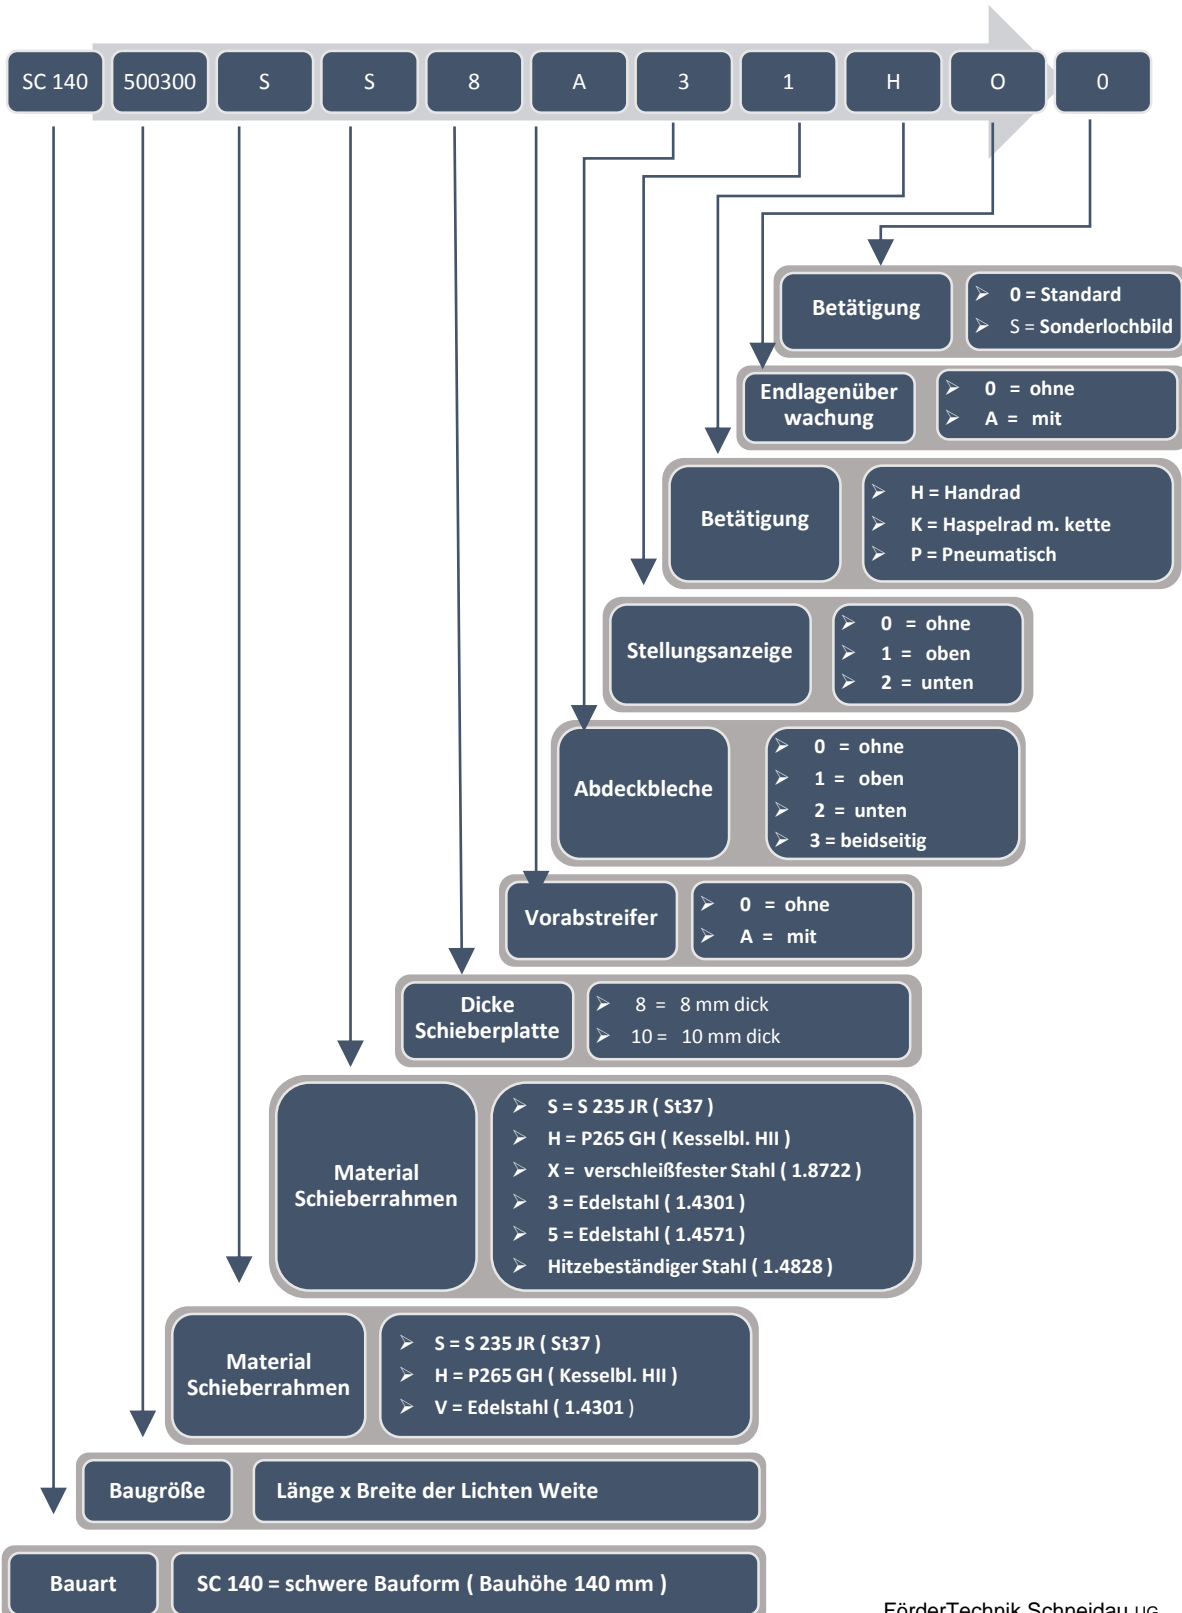 SC 140 500300 S S 8 A 3 1 H O 0
Betätigung
➢ 0 = Standard
➢ S = Sonderlochbild
Endlagenüber
wachung
➢ 0 = ohne
➢ A = mit
Betätigung
➢ H = Handrad
➢ K = Haspelrad m. kette
➢ P = Pneumatisch
Stellungsanzeige
➢ 0 = ohne
➢ 1 = oben
➢ 2 = unten
Abdeckbleche
➢ 0 = ohne
➢ 1 = oben
➢ 2 = unten
➢ 3 = beidseitig
Vorabstreifer
➢ 0 = ohne
➢ A = mit
Dicke
Schieberplatte
➢ 8 = 8 mm dick
➢ 10 = 10 mm dick
Material
Schieberrahmen
➢ S = S 235 JR ( St37 )
➢ H = P265 GH ( Kesselbl. HII )
➢ X = verschleißfester Stahl ( 1.8722 )
➢ 3 = Edelstahl ( 1.4301 )
➢ 5 = Edelstahl ( 1.4571 )
➢ Hitzebeständiger Stahl ( 1.4828 )
Material
Schieberrahmen
➢ S = S 235 JR ( St37 )
➢ H = P265 GH ( Kesselbl. HII )
➢ V = Edelstahl ( 1.4301 )
Baugröße
Länge x Breite der Lichten Weite
Bauart
SC 140 = schwere Bauform ( Bauhöhe 140 mm )
FörderTechnik Schneidau UG